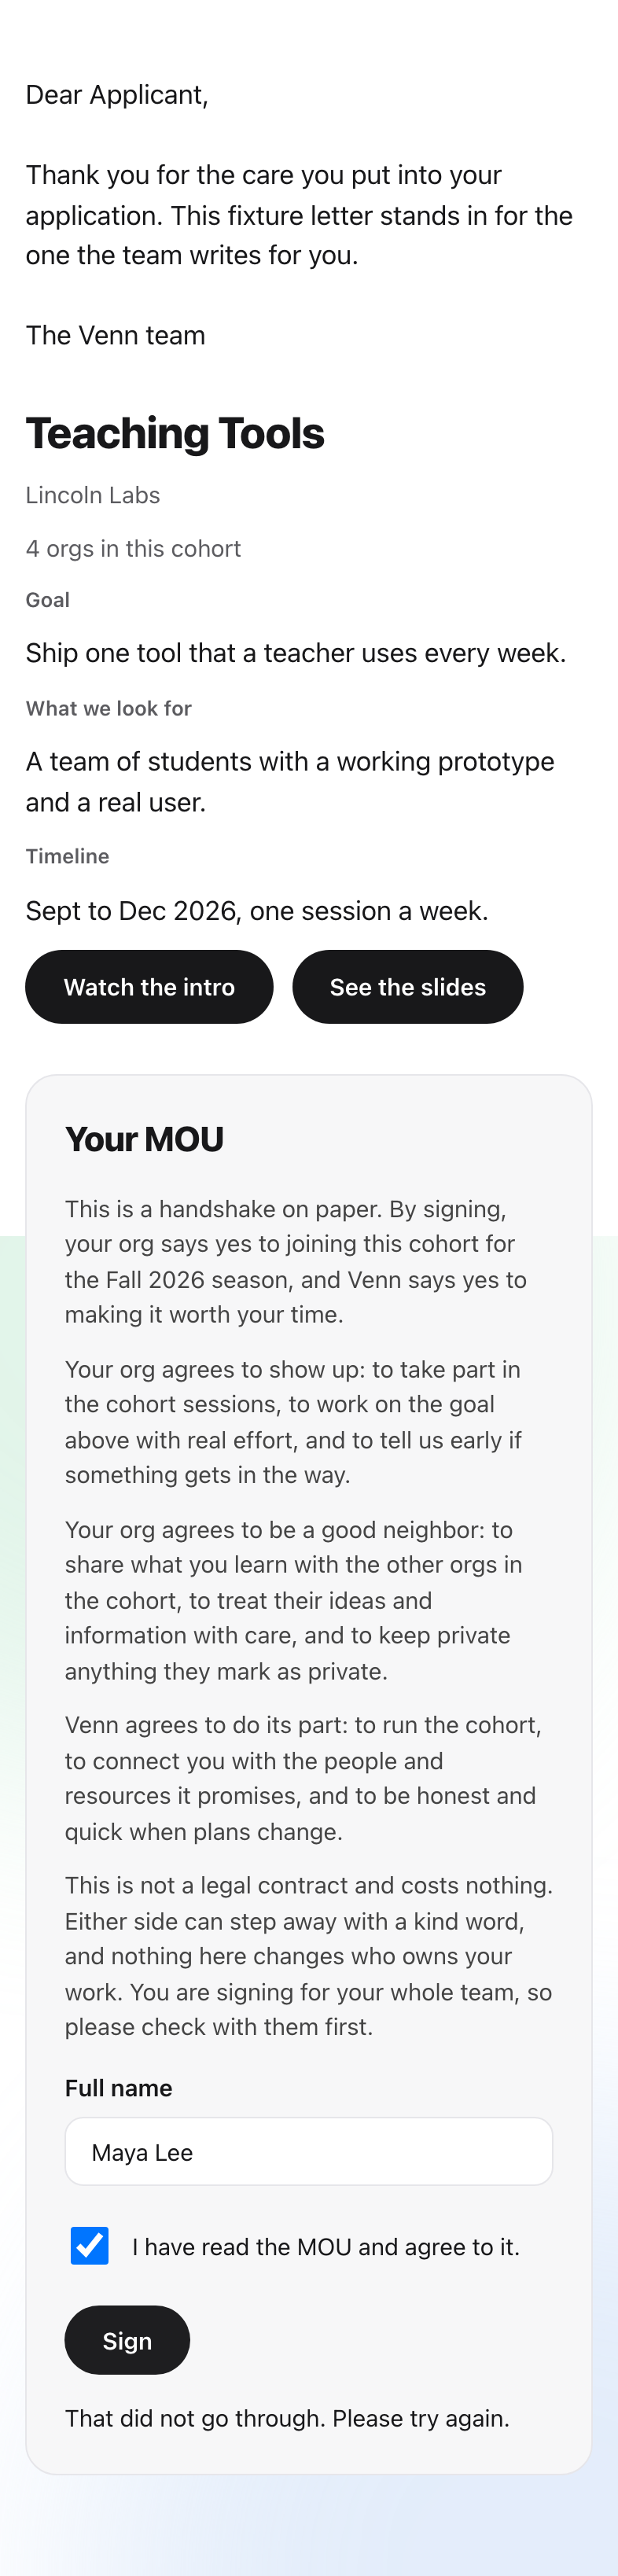 Dear Applicant,
Thank you for the care you put into your
application. This fixture letter stands in for the
one the team writes for you.
The Venn team
Teaching Tools
Lincoln Labs
4 orgs in this cohort
Goal
Ship one tool that a teacher uses every week.
What we look for
A team of students with a working prototype
and a real user.
Timeline
Sept to Dec 2026, one session a week.
Watch the intro
See the slides
Your MOU
This is a handshake on paper. By signing,
your org says yes to joining this cohort for
the Fall 2026 season, and Venn says yes to
making it worth your time.
Your org agrees to show up: to take part in
the cohort sessions, to work on the goal
above with real effort, and to tell us early if
something gets in the way.
Your org agrees to be a good neighbor: to
share what you learn with the other orgs in
the cohort, to treat their ideas and
information with care, and to keep private
anything they mark as private.
Venn agrees to do its part: to run the cohort,
to connect you with the people and
resources it promises, and to be honest and
quick when plans change.
This is not a legal contract and costs nothing.
Either side can step away with a kind word,
and nothing here changes who owns your
work. You are signing for your whole team, so
please check with them first.
Full name
Maya Lee
I have read the MOU and agree to it.
Sign
That did not go through. Please try again.